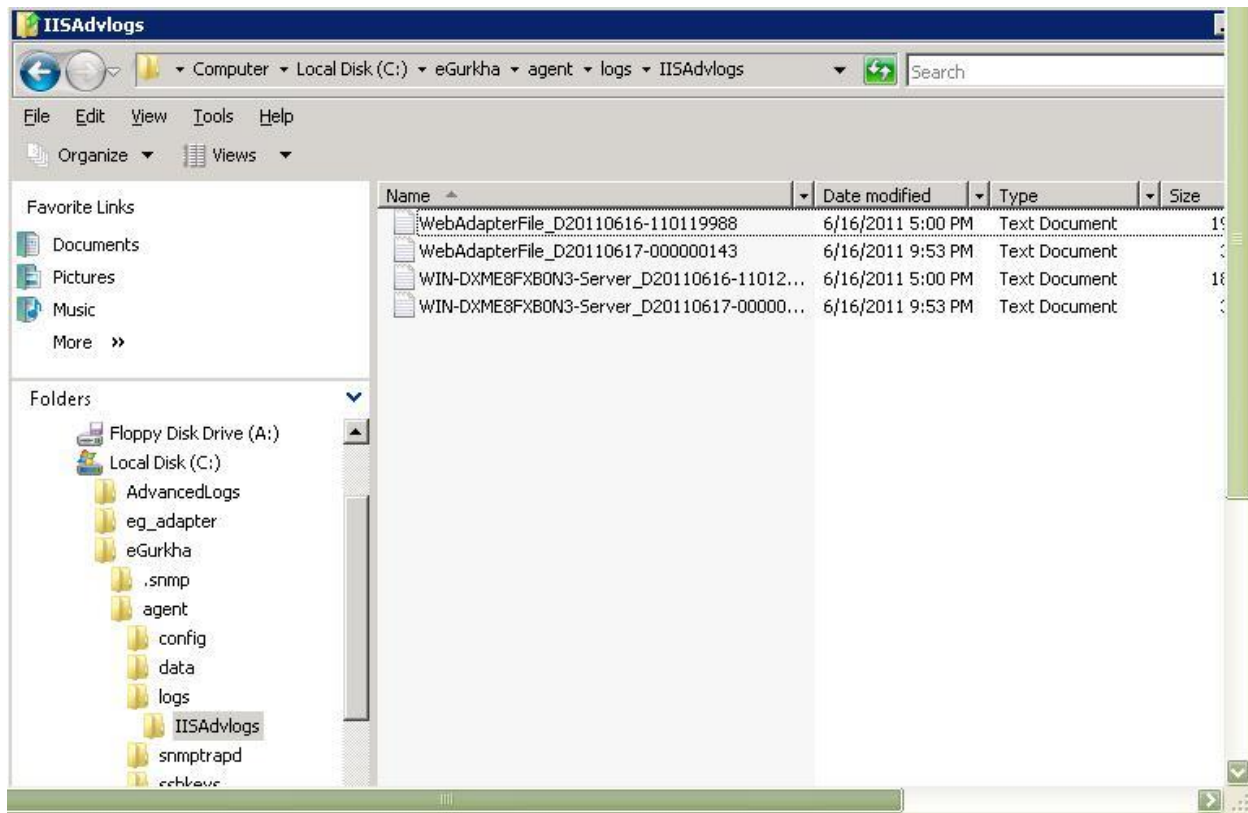 IISAdvlogs
Computer Local Disk (C:) eGurkha agent logs IISAdvlogs Search
File Edit View Tools Help
Organize Views
Favorite Links
Documents
Pictures
Music
More »
Folders
Floppy Disk Drive (A:)
Local Disk (C:)
AdvancedLogs
eg_adapter
eGurkha
.snmp
agent
config
data
logs
IISAdvlogs
snmptrapd
Name Date modified Type Size
WebAdapterFile_D20110616-110119988 6/16/2011 5:00 PM Text Document
WebAdapterFile_D20110617-000000143 6/16/2011 9:53 PM Text Document
WIN-DXME8FXB0N3-Server_D20110616-11012... 6/16/2011 5:00 PM Text Document
WIN-DXME8FXB0N3-Server_D20110617-00000... 6/16/2011 9:53 PM Text Document